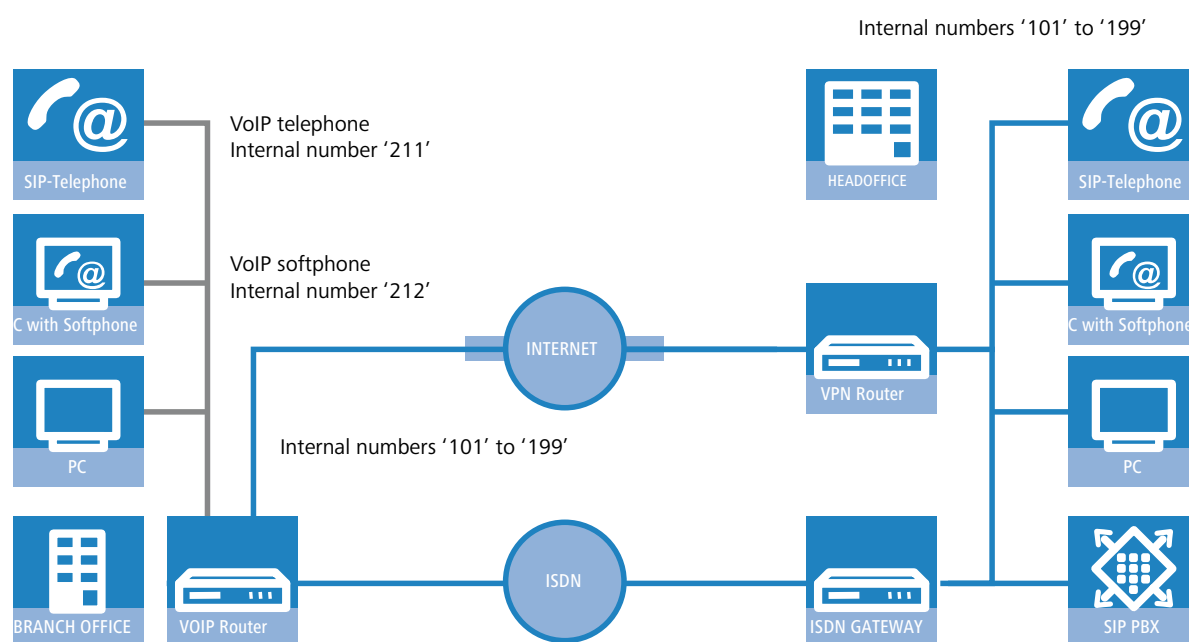 Internal numbers ‘101’ to ‘199’
SIP-Telephone
VoIP telephone
Internal number ‘211’
HEADOFFICE
SIP-Telephone
C with Softphone
VoIP softphone
Internal number ‘212’
INTERNET
C with Softphone
PC
VPN Router
PC
Internal numbers ‘101’ to ‘199’
BRANCH OFFICE
VOIP Router
ISDN
ISDN GATEWAY
SIP PBX